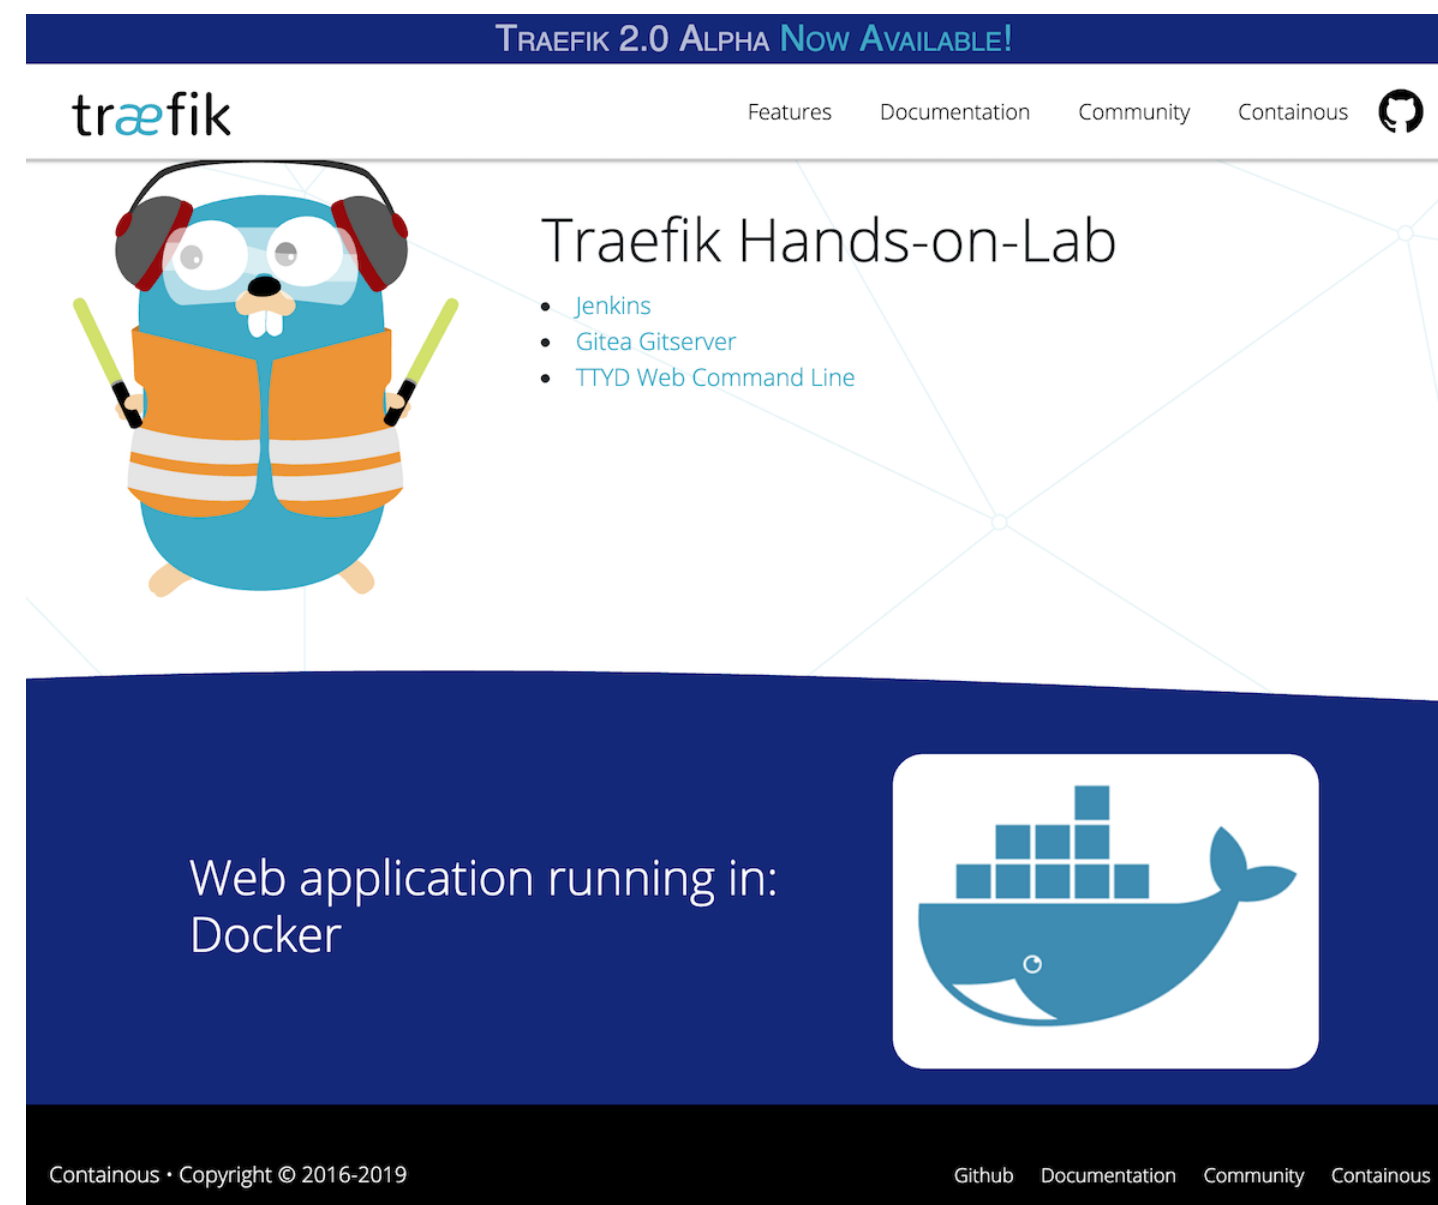 Traefik 2.0 Alpha Now Available!
træfik
Features Documentation Community Containous
Traefik Hands-on-Lab
Jenkins
Gitea Gitserver
TTYD Web Command Line
Web application running in:
Docker
Containous • Copyright © 2016-2019
Github Documentation Community Containous